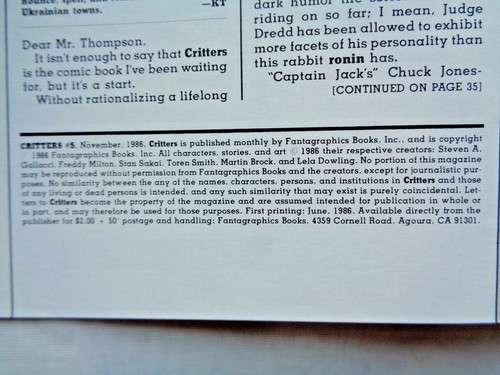 Bounce, spen, and
Ukrainian towns. —KT
Dear Mr. Thompson,
It isn't enough to say that Critters
is the comic book I've been waiting
for, but it's a start.
Without rationalizing a lifelong
dark humor the
riding on so far; I mean, Judge
Dredd has been allowed to exhibit
more facets of his personality than
this rabbit ronin has.
"Captain Jack's" Chuck Jones-
[CONTINUED ON PAGE 35]
CRITTERS #5, November, 1986. Critters is published monthly by Fantagraphics Books, Inc., and is copyright
1986 Fantagraphics Books, Inc. All characters, stories, and art © 1986 their respective creators: Steven A.
Gallacci, Freddy Milton, Stan Sakai, Toren Smith, Martin Brock, and Lela Dowling. No portion of this magazine
may be reproduced without permission from Fantagraphics Books and the creators, except for journalistic pur-
poses. No similarity between the any of the names, characters, persons, and institutions in Critters and those
of any living or dead persons is intended, and any such similarity that may exist is purely coincidental. Let-
ters to Critters become the property of the magazine and are assumed intended for publication in whole or
in part, and may therefore be used for those purposes. First printing: June, 1986. Available directly from the
publisher for $2.00 + 50¢ postage and handling: Fantagraphics Books, 4359 Cornell Road, Agoura, CA 91301.